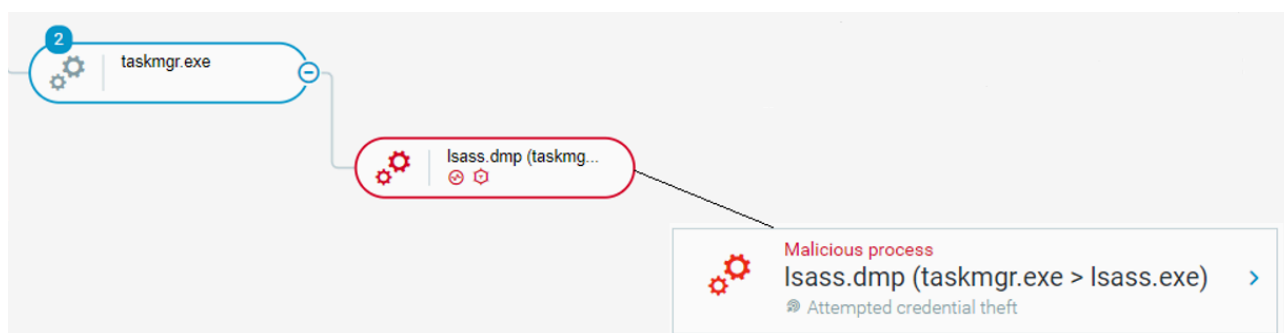 2
taskmgr.exe
lsass.dmp (taskmg...
Malicious process
lsass.dmp (taskmgr.exe > lsass.exe)
Attempted credential theft